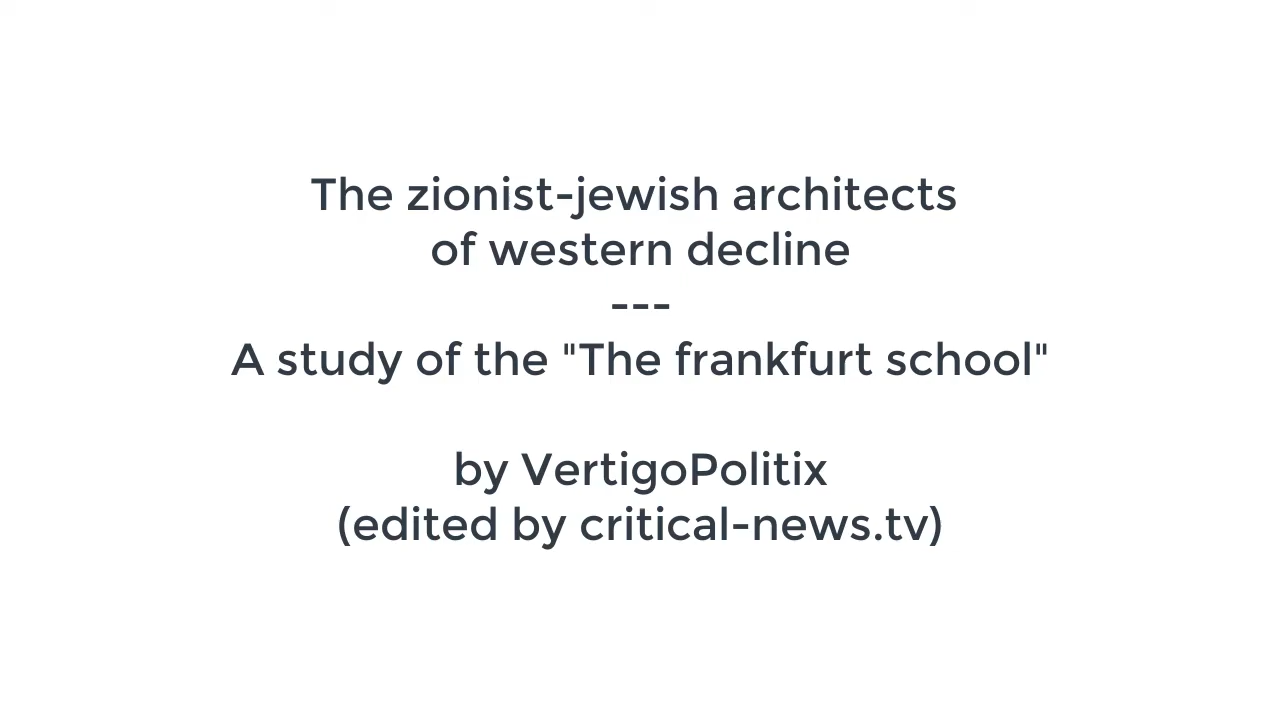 The zionist-jewish architects
of western decline
---
A study of the "The frankfurt school"
by VertigoPolitix
(edited by critical-news.tv)